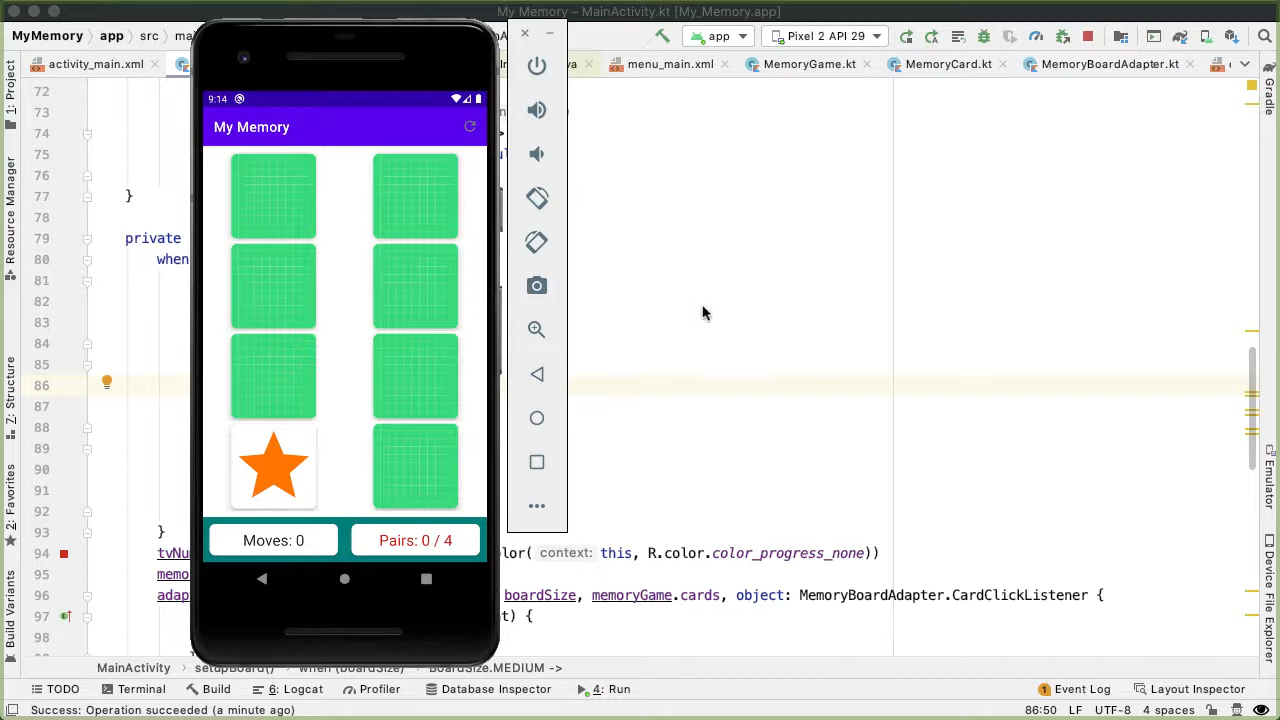 My Memory – MainActivity.kt [My_Memory.app]
MyMemory app src
app Pixel 2 API 29
activity_main.xml menu_main.xml MemoryGame.kt MemoryCard.kt MemoryBoardAdapter.kt
1: Project
Resource Manager
7: Structure
2: Favorites
Build Variants
72
73
74
75
76
77 }
78
79 private
80 when
81
82
83
84
85
86
87
88
89
90
91
92
93 }
94 tvNu olor( context: this, R.color.color_progress_none))
95 memo
96 adap boardSize, memoryGame.cards, object: MemoryBoardAdapter.CardClickListener {
97 t) {
98
9:14
My Memory
Moves: 0
Pairs: 0 / 4
Gradle
Emulator
Device File Explorer
MainActivity setupBoard() when (boardSize) BoardSize.MEDIUM ->
TODO Terminal Build 6: Logcat Profiler Database Inspector 4: Run 1 Event Log Layout Inspector
Success: Operation succeeded (a minute ago) 86:50 LF UTF-8 4 spaces